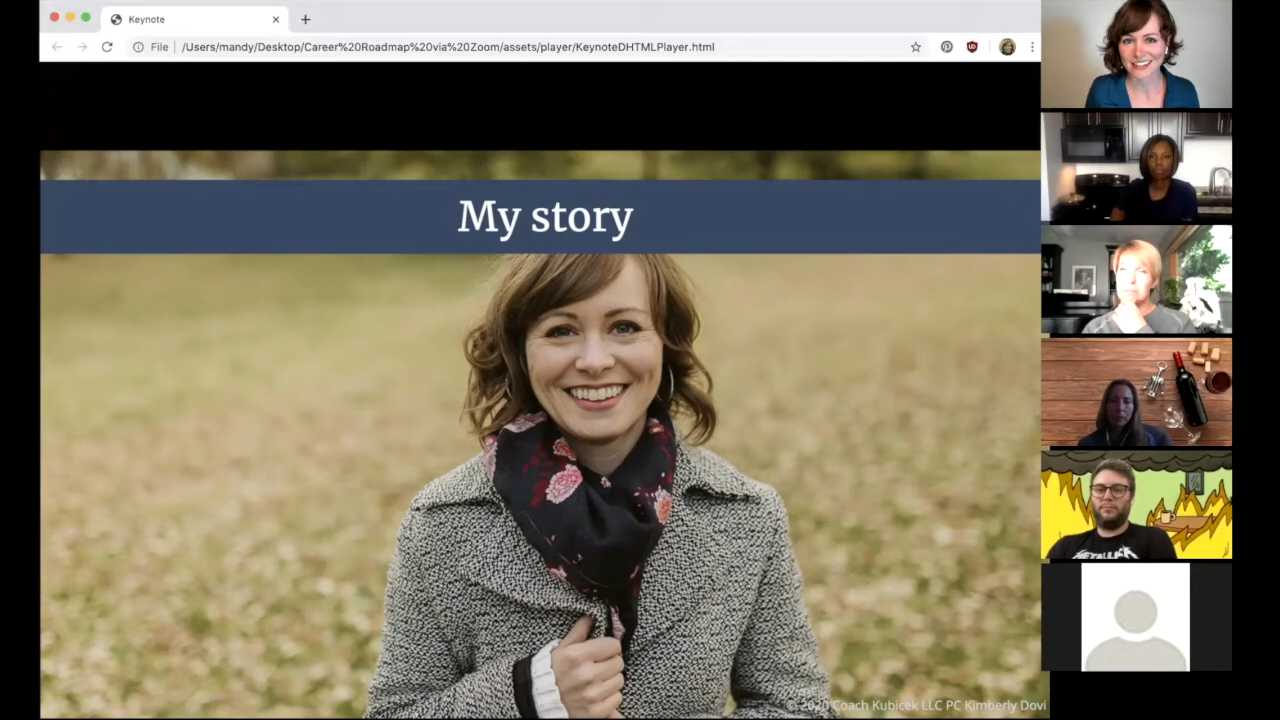 Keynote
File
/Users/mandy/Desktop/Career%20Roadmap%20via%20Zoom/assets/player/KeynoteDHTMLPlayer.html
My story
© 2020 Coach Kubicek LLC PC Kimberly Dovi
METALLICA